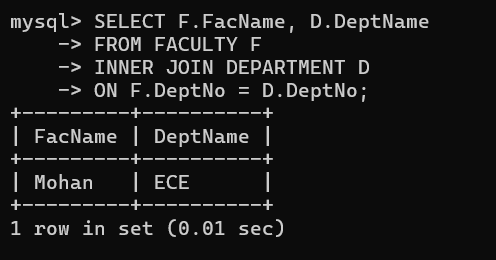 mysql> SELECT F.FacName, D.DeptName
    -> FROM FACULTY F
    -> INNER JOIN DEPARTMENT D
    -> ON F.DeptNo = D.DeptNo;
+---------+----------+
| FacName | DeptName |
+---------+----------+
| Mohan   | ECE      |
+---------+----------+
1 row in set (0.01 sec)